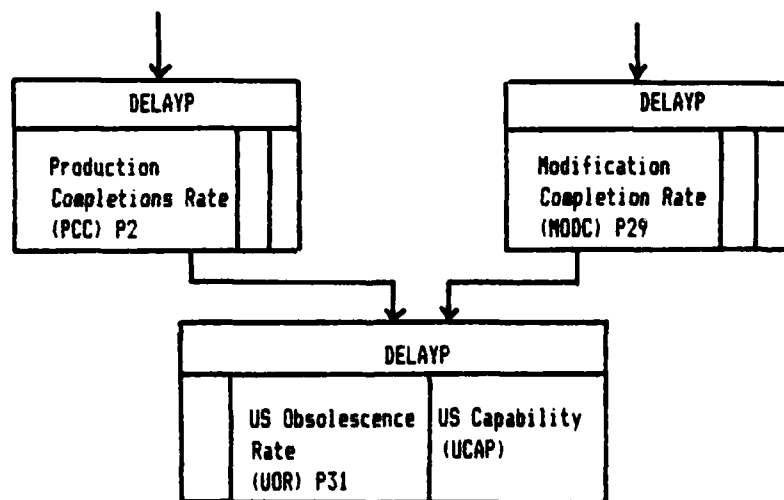 DELAYP
Production
Completions Rate
(PCC) P2
DELAYP
Modification
Completion Rate
(MODC) P29
DELAYP
US Obsolescence
Rate
(UOR) P31
US Capability
(UCAP)